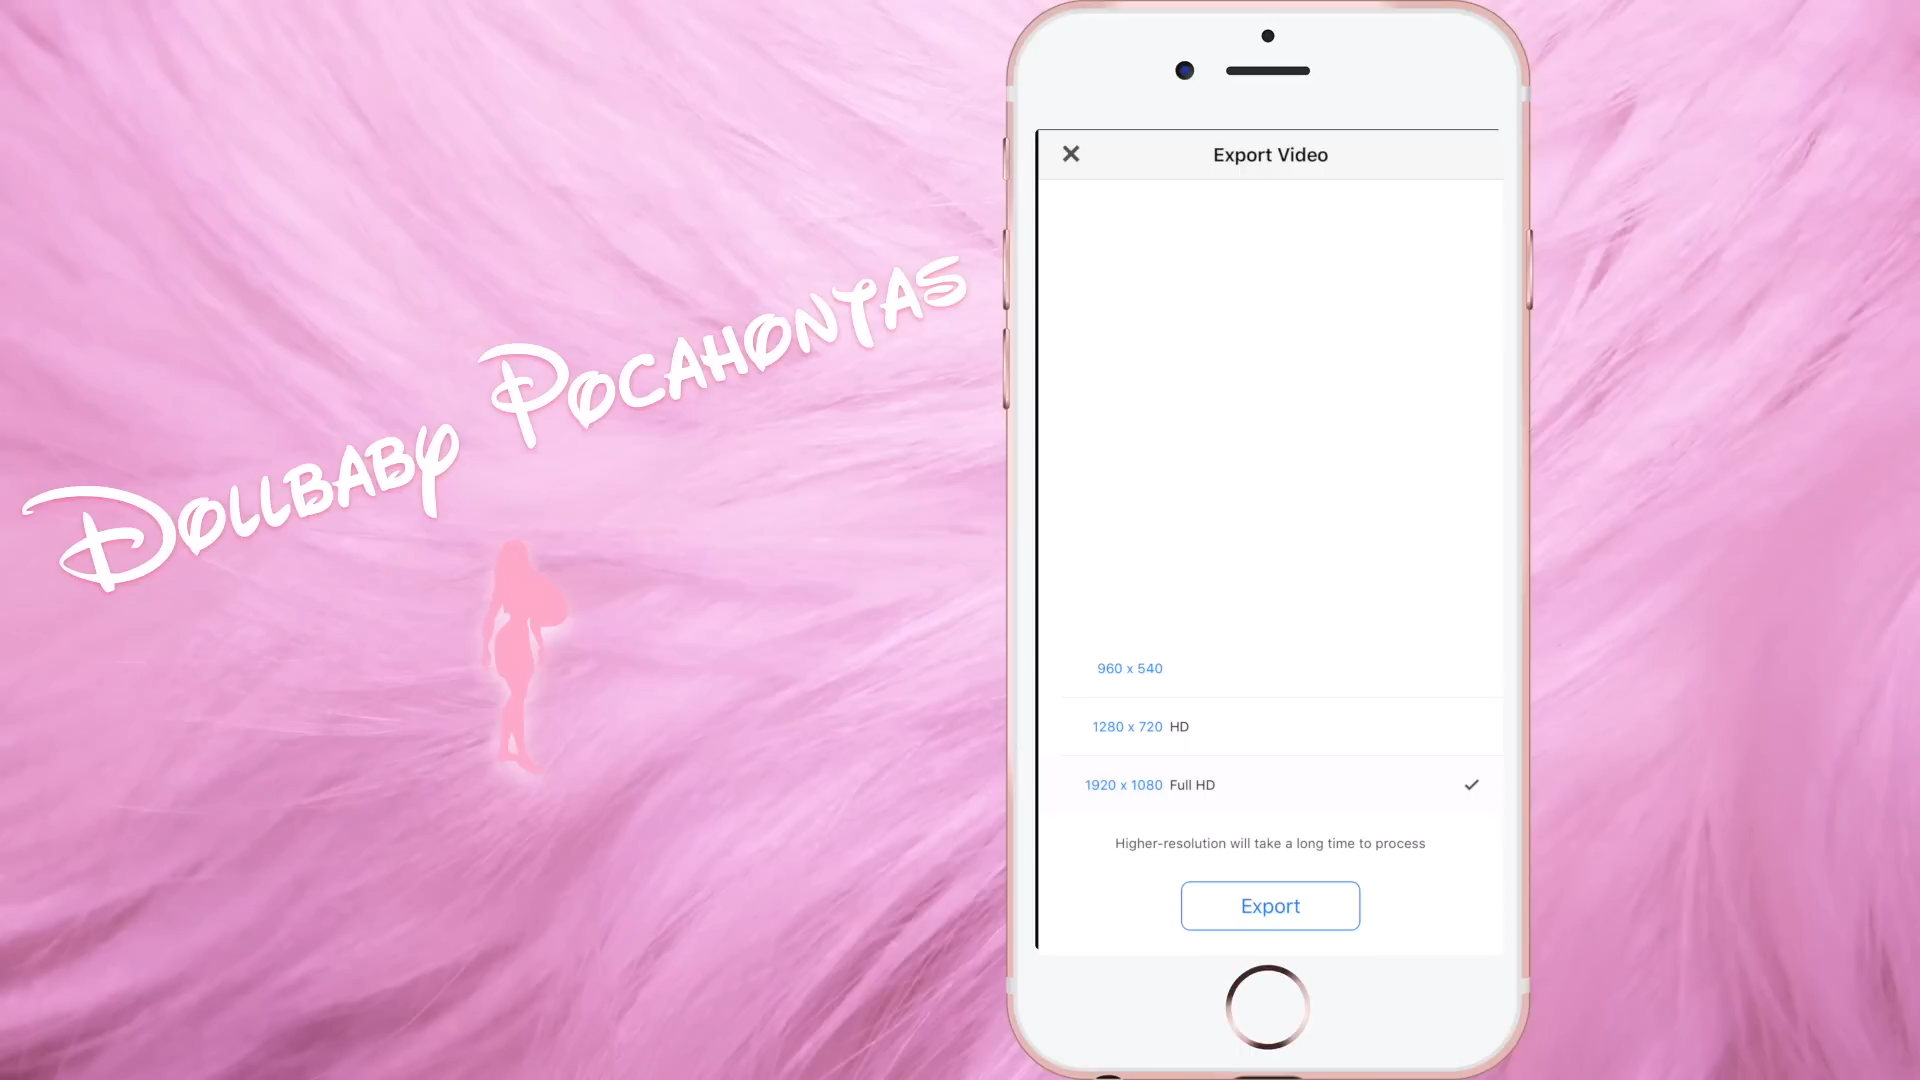 Dollbaby Pocahontas
Export Video
960 x 540
1280 x 720 HD
1920 x 1080 Full HD
Higher-resolution will take a long time to process
Export